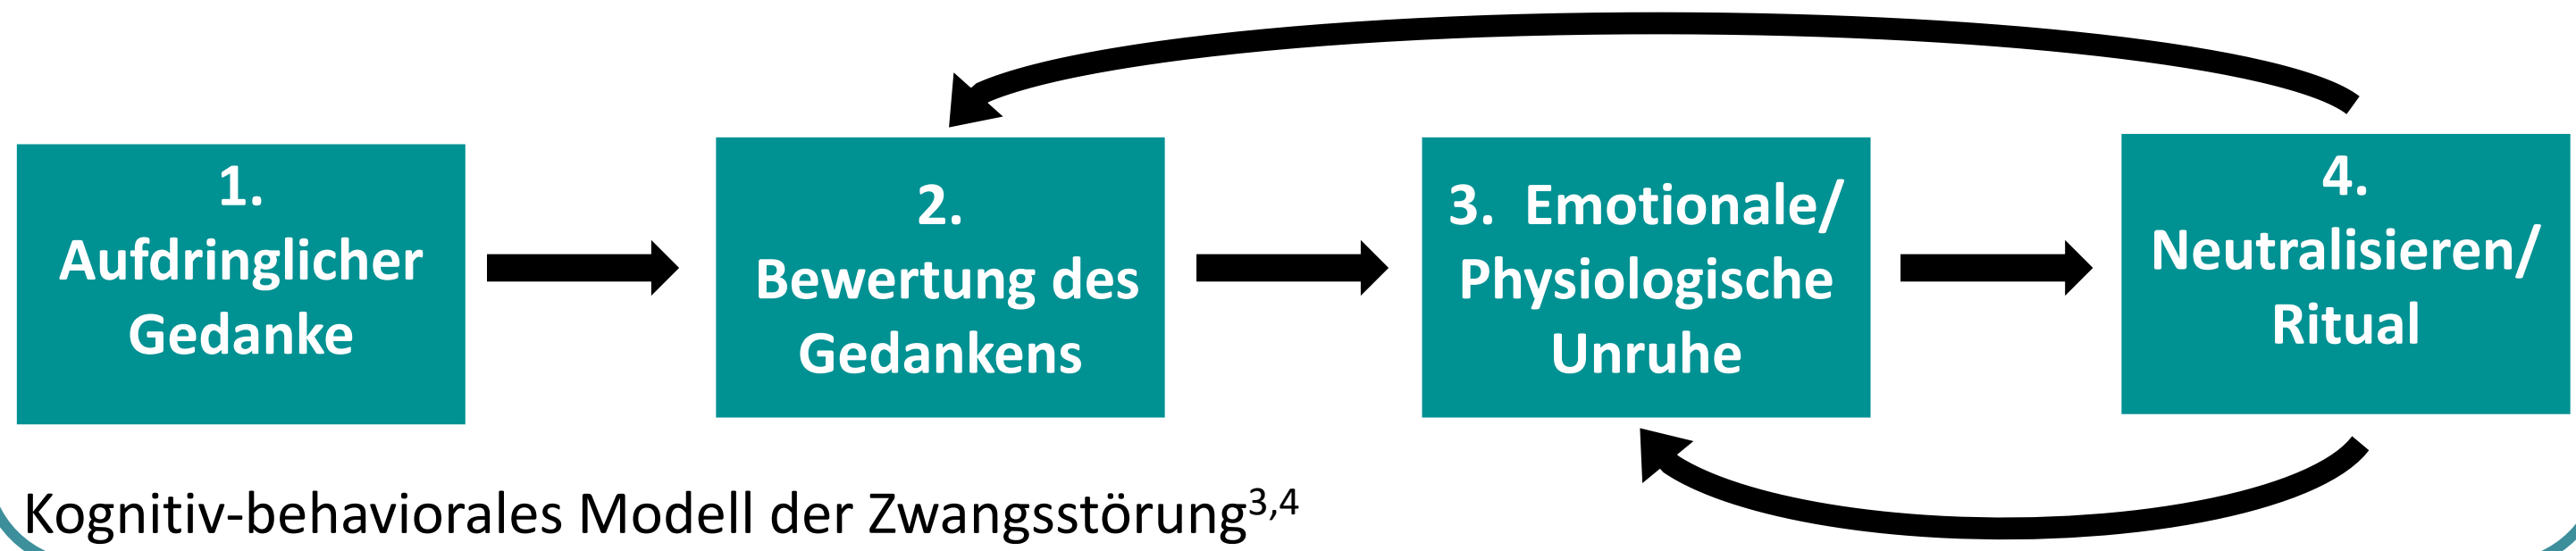 1.
Aufdringlicher
Gedanke
2.
Bewertung des
Gedankens
3. Emotionale/
Physiologische
Unruhe
4.
Neutralisieren/
Ritual
Kognitiv-behaviorales Modell der Zwangsstörung³,⁴